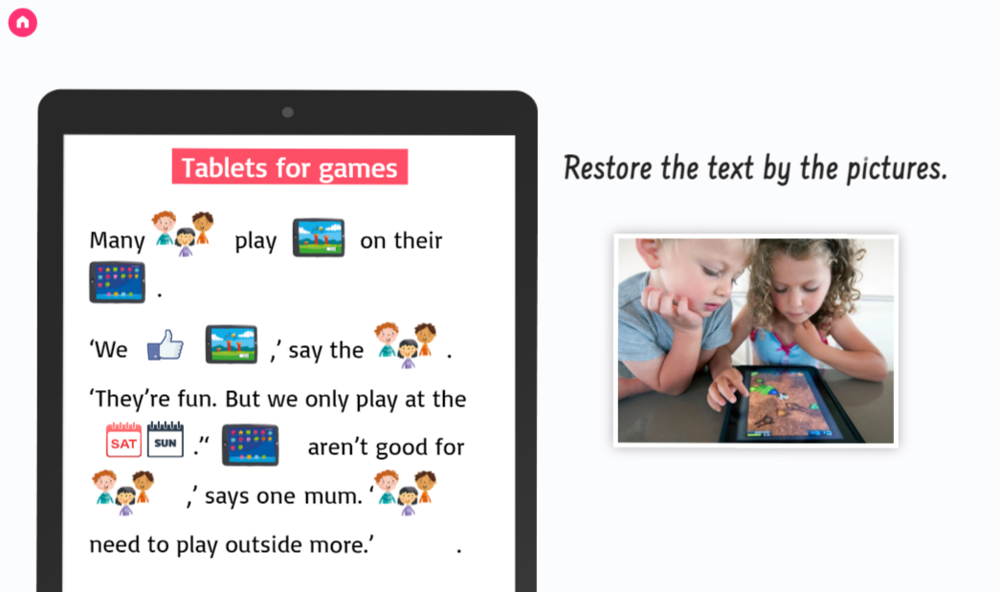 Tablets for games
Restore the text by the pictures.
Many play on their
.
‘We ,’ say the .
‘They’re fun. But we only play at the
SAT SUN .” aren’t good for
,’ says one mum. ‘
need to play outside more.’ .